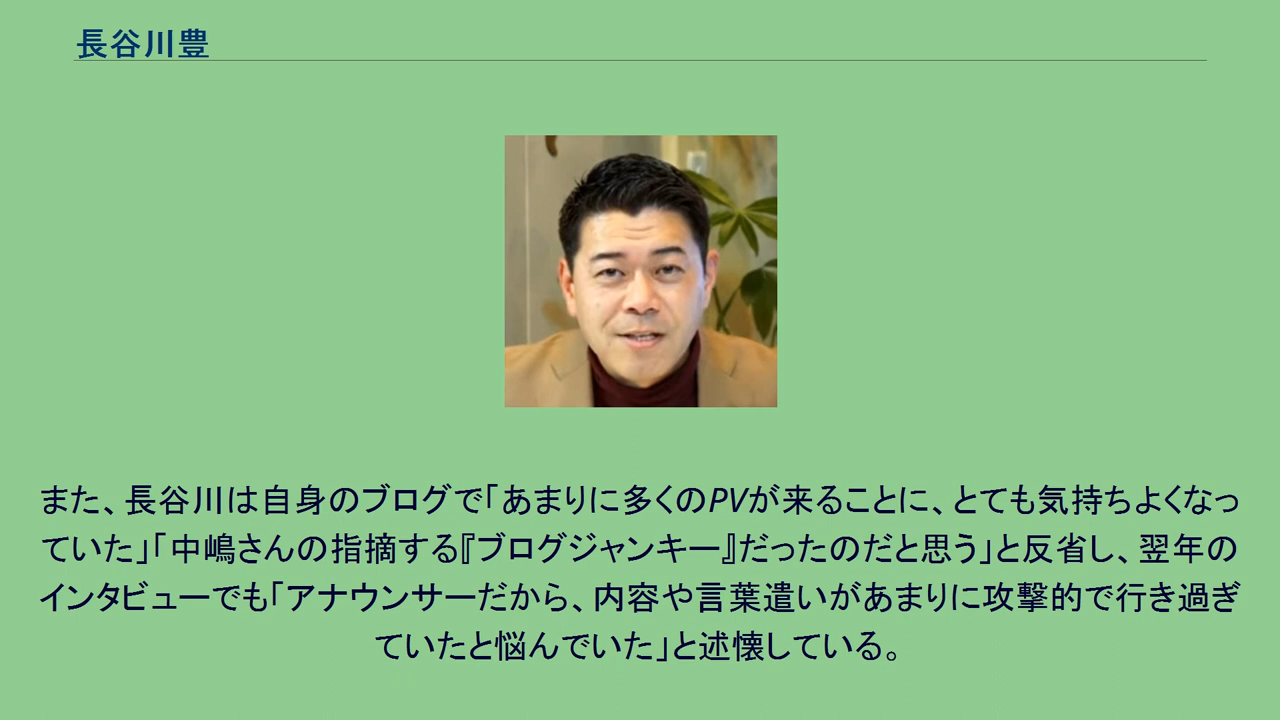 長谷川豊
また、長谷川は自身のブログで「あまりに多くのPVが来ることに、とても気持ちよくなっ
ていた」「中嶋さんの指摘する『ブログジャンキー』だったのだと思う」と反省し、翌年の
インタビューでも「アナウンサーだから、内容や言葉遣いがあまりに攻撃的で行き過ぎ
ていたと悩んでいた」と述懐している。